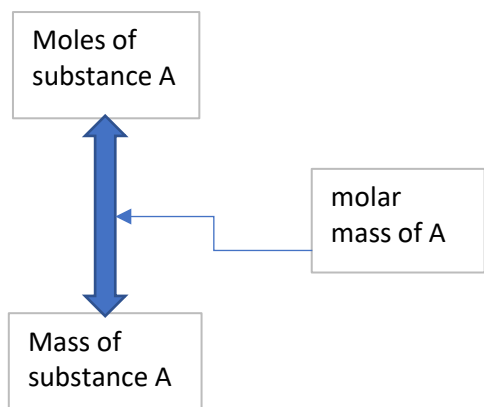 Moles of
substance A
molar
mass of A
Mass of
substance A